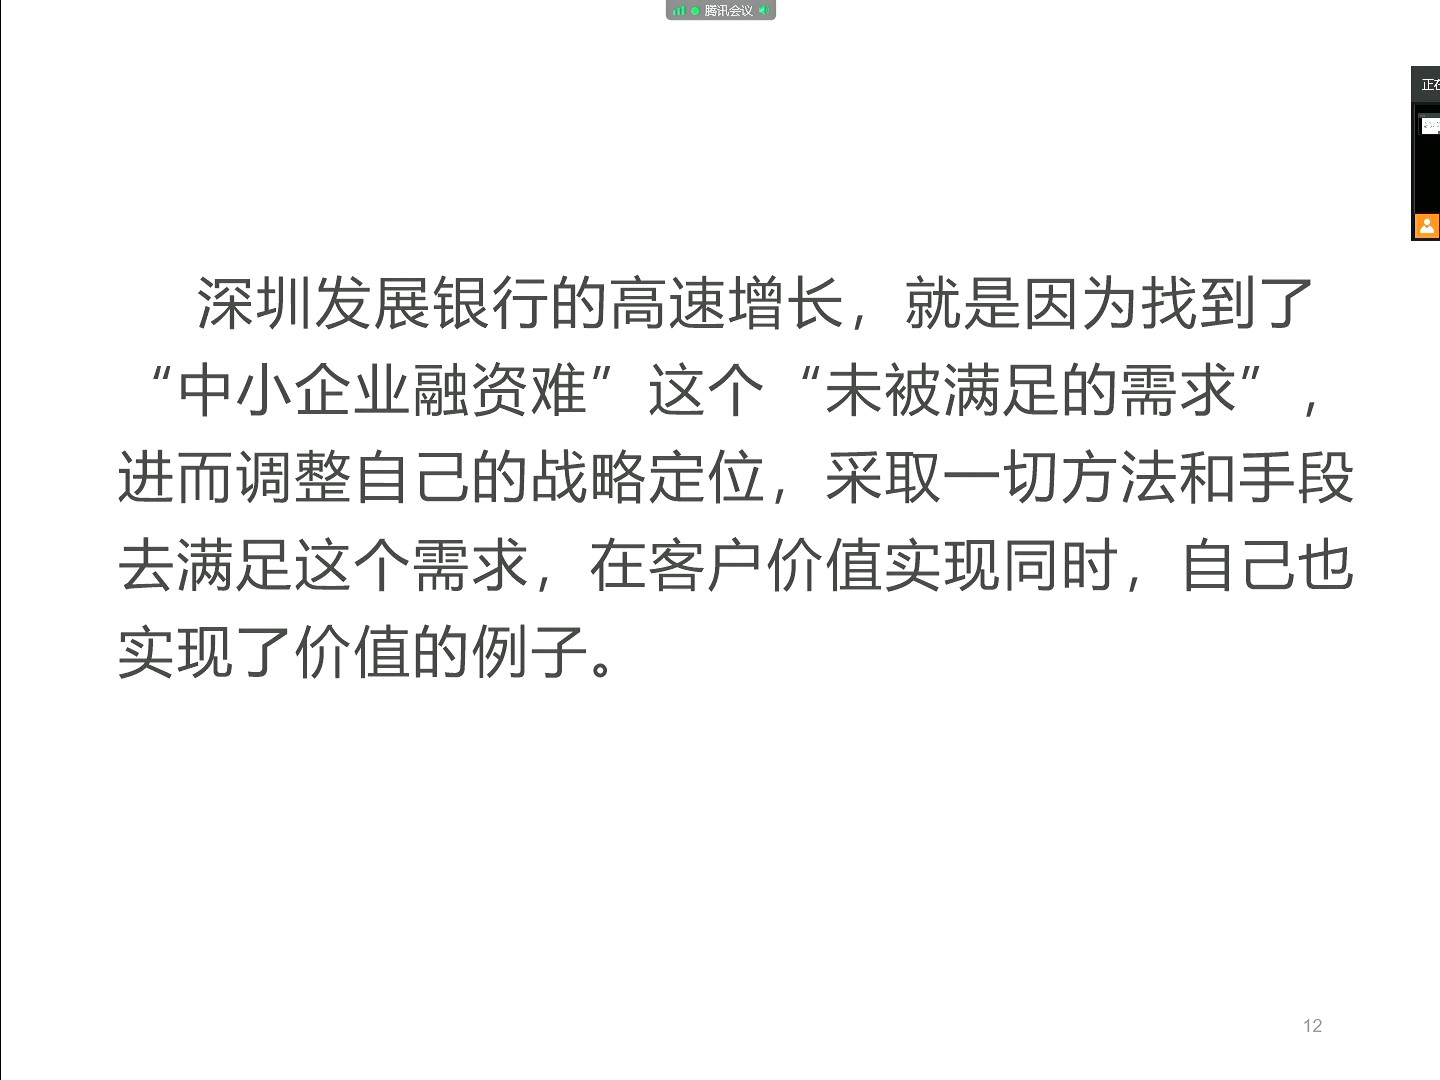 腾讯会议
正在
深圳发展银行的高速增长，就是因为找到了
“中小企业融资难”这个“未被满足的需求”，
进而调整自己的战略定位，采取一切方法和手段
去满足这个需求，在客户价值实现同时，自己也
实现了价值的例子。
12